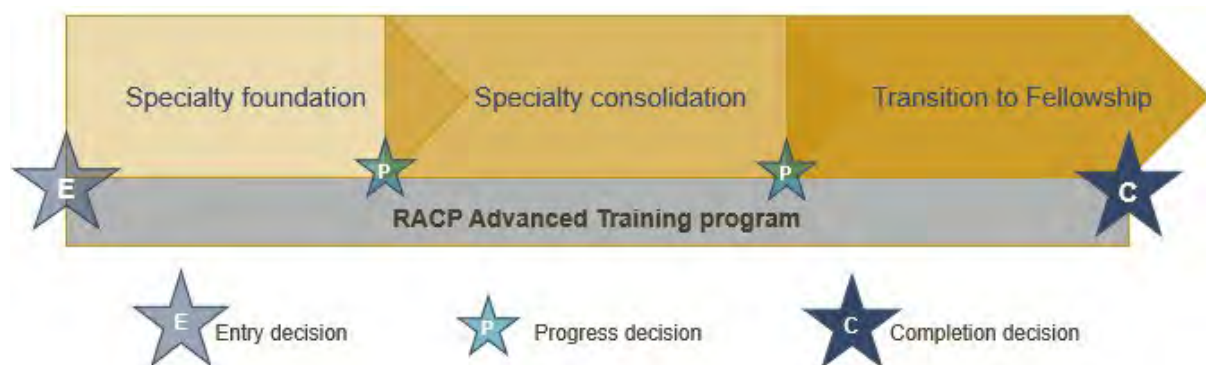 Specialty foundation
Specialty consolidation
Transition to Fellowship
E
P
P
C
RACP Advanced Training program
E
Entry decision
P
Progress decision
C
Completion decision